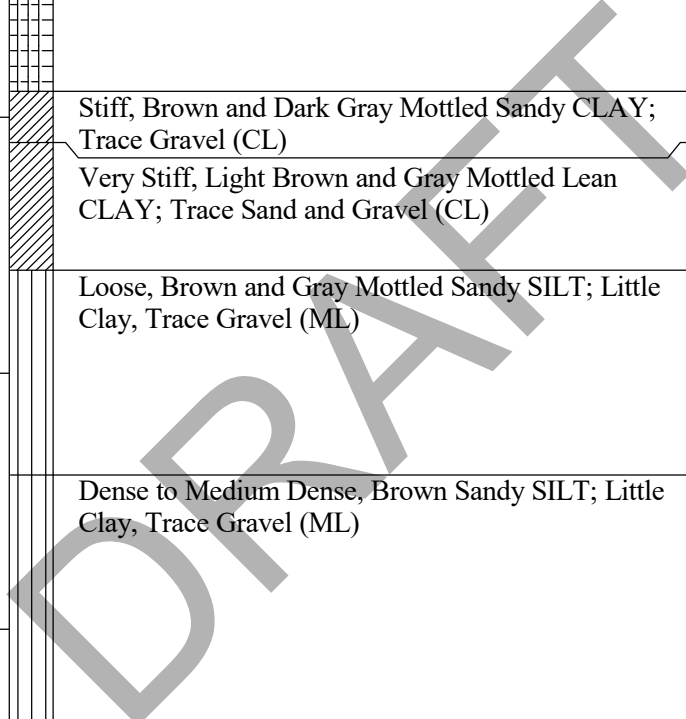 Stiff, Brown and Dark Gray Mottled Sandy CLAY;
Trace Gravel (CL)
Very Stiff, Light Brown and Gray Mottled Lean
CLAY; Trace Sand and Gravel (CL)
Loose, Brown and Gray Mottled Sandy SILT; Little
Clay, Trace Gravel (ML)
Dense to Medium Dense, Brown Sandy SILT; Little
Clay, Trace Gravel (ML)
DRAFT